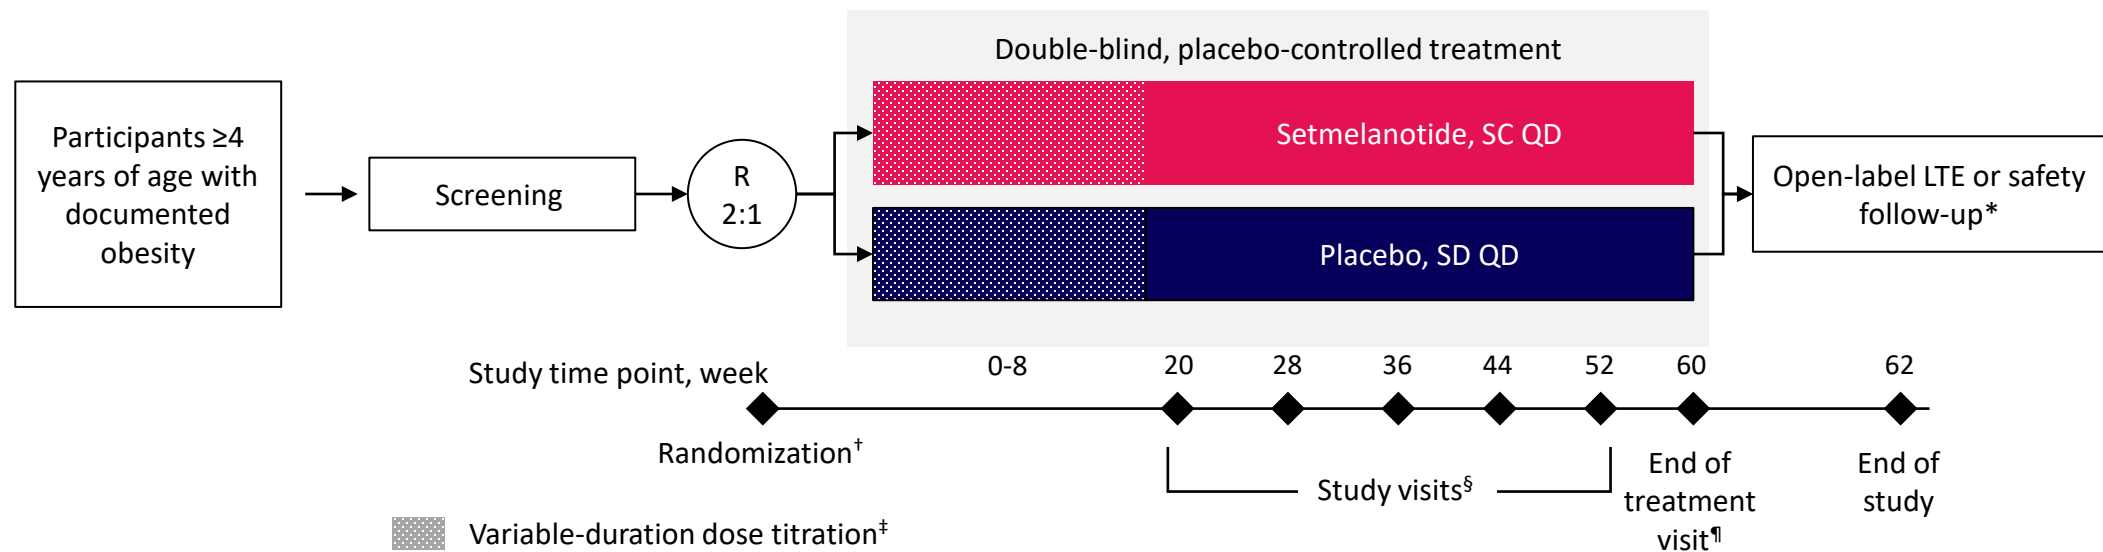 Double-blind, placebo-controlled treatment
Participants ≥4
years of age with
documented
obesity
Screening
R
2:1
Setmelanotide, SC QD
Placebo, SD QD
Open-label LTE or safety
follow-up*
Study time point, week
0-8
20
28
36
44
52
60
62
Randomization†
Study visits§
End of
treatment
visit¶
End of
study
Variable-duration dose titration‡